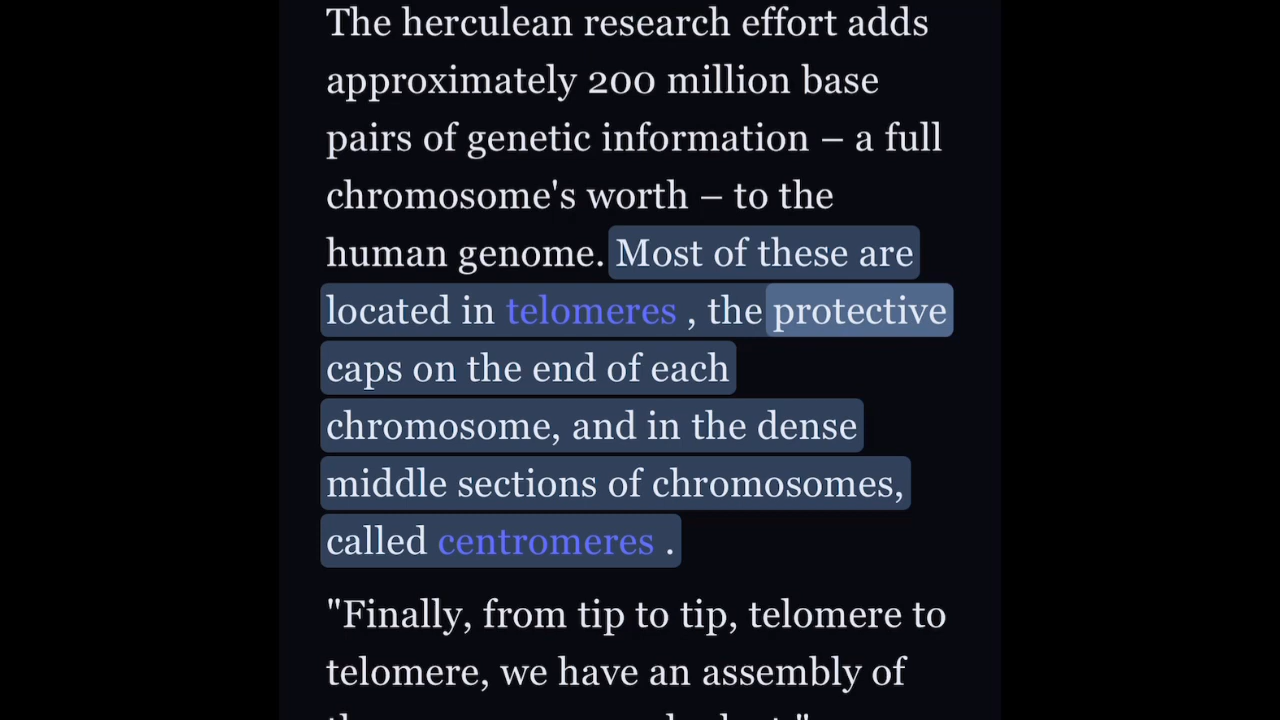 The herculean research effort adds
approximately 200 million base
pairs of genetic information – a full
chromosome's worth – to the
human genome. Most of these are
located in telomeres , the protective
caps on the end of each
chromosome, and in the dense
middle sections of chromosomes,
called centromeres .
"Finally, from tip to tip, telomere to
telomere, we have an assembly of